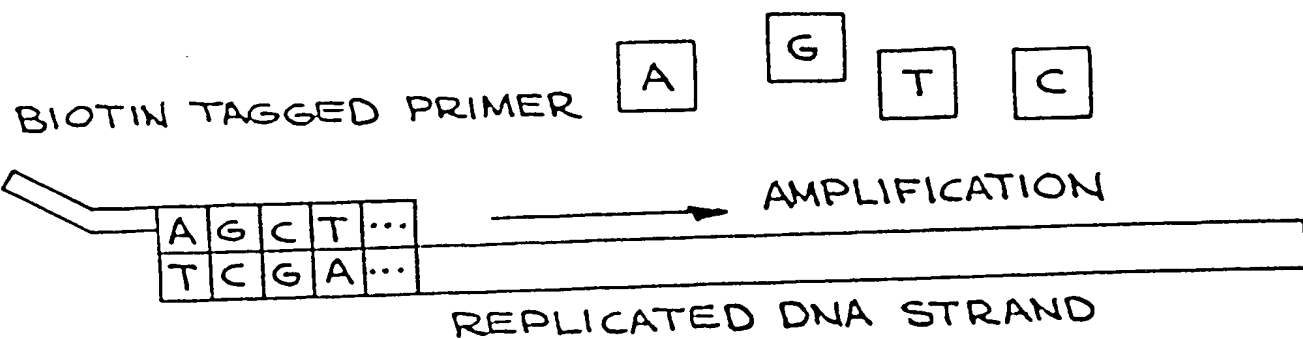 A G T C
BIOTIN TAGGED PRIMER
AMPLIFICATION
A G C T ...
T C G A ...
REPLICATED DNA STRAND